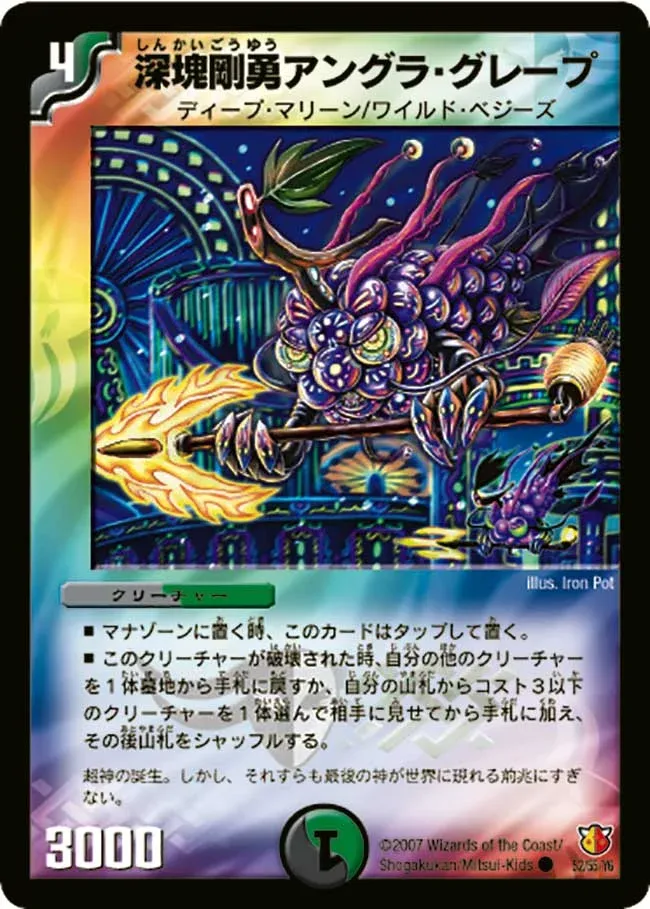 4
しんかいごうゆう
深塊剛勇アングラ・グレープ
ディープ・マリーン/ワイルド・ベジーズ
illus. Iron Pot
クリーチャー
■ マナゾーンに置く時、このカードはタップして置く。
■ このクリーチャーが破壊された時、自分の他のクリーチャー
を1体墓地から手札に戻すか、自分の山札からコスト3以下
のクリーチャーを1体選んで相手に見せてから手札に加え、
その後山札をシャッフルする。
超神の誕生。しかし、それすらも最後の神が世界に現れる前兆にすぎ
ない。
3000
1
©2007 Wizards of the Coast/
Shogakukan/Mitsui-Kids
52/55 Y6